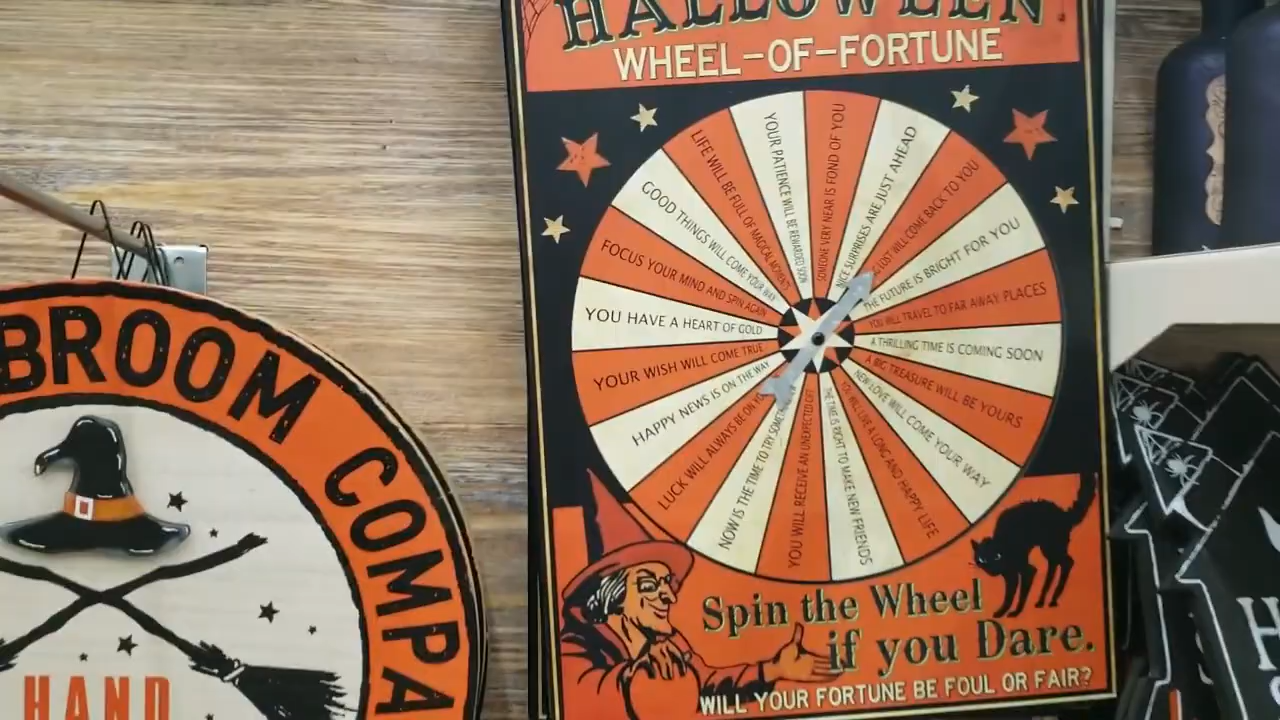 HALLOWEEN
WHEEL-OF-FORTUNE
SOMEONE VERY NEAR IS FOND OF YOU
NICE SURPRISES ARE JUST AHEAD
LOST WILL COME BACK TO YOU
THE FUTURE IS BRIGHT FOR YOU
YOU WILL TRAVEL TO FAR AWAY PLACES
A THRILLING TIME IS COMING SOON
A BIG TREASURE WILL BE YOURS
NEW LOVE WILL COME YOUR WAY
YOU WILL LIVE A LONG AND HAPPY LIFE
THE TIME IS RIGHT TO MAKE NEW FRIENDS
YOU WILL RECEIVE AN UNEXPECTED GIFT
NOW IS THE TIME TO TRY
LUCK WILL ALWAYS BE ON
HAPPY NEWS IS ON THE WAY
YOUR WISH WILL COME TRUE
YOU HAVE A HEART OF GOLD
FOCUS YOUR MIND AND SPIN AGAIN
GOOD THINGS WILL COME YOUR WAY
LIFE WILL BE FULL OF MAGICAL MOMENTS
YOUR PATIENCE WILL BE REWARDED SOON
Spin the Wheel
if you Dare.
WILL YOUR FORTUNE BE FOUL OR FAIR?
BROOM COMPA
HAND
H